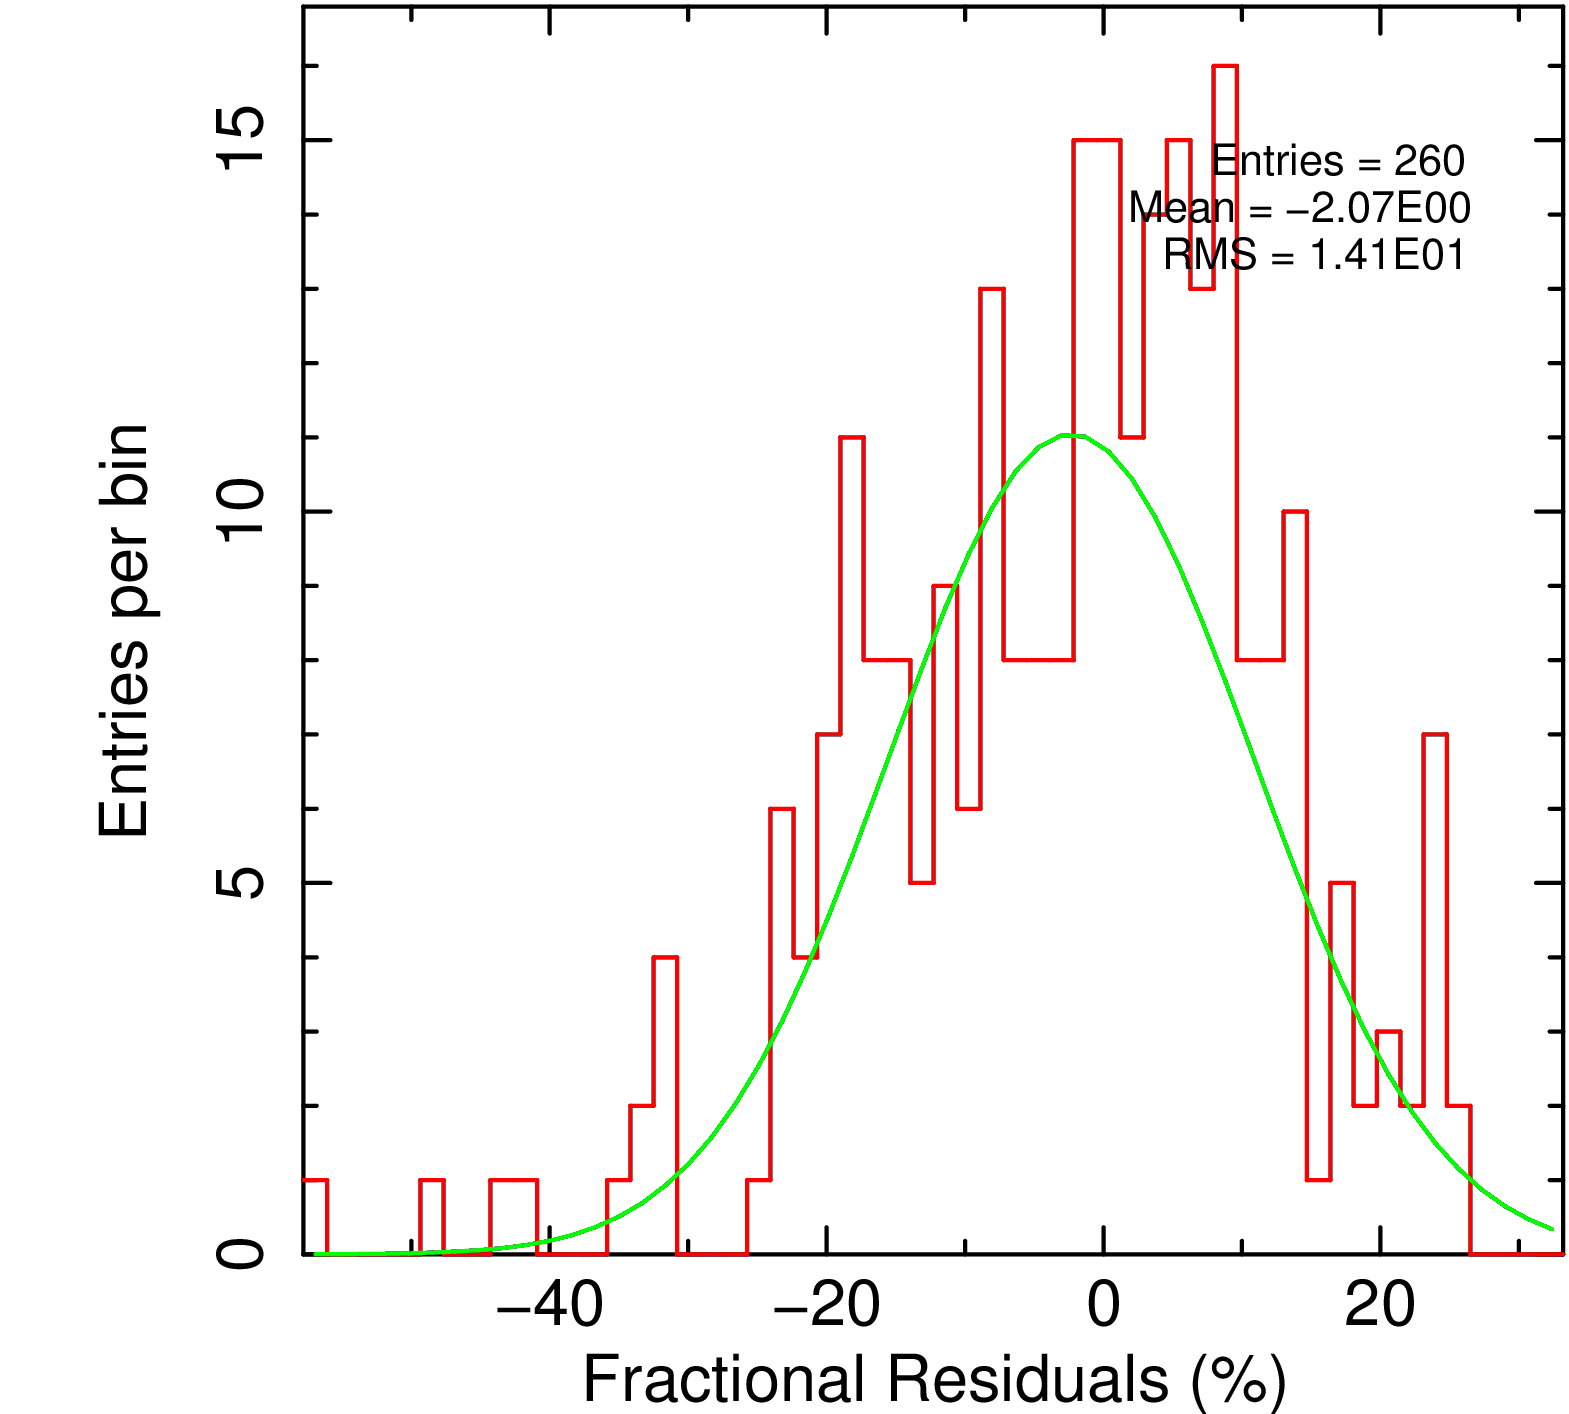 Entries = 260
Mean = −2.07E00
RMS = 1.41E01
15
10
5
0
Entries per bin
−40 −20 0 20
Fractional Residuals (%)